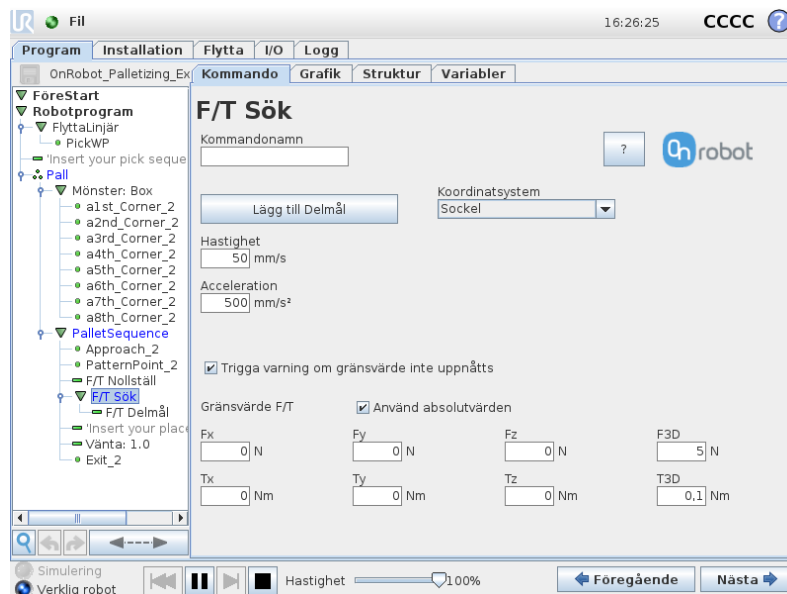 UR Fil 16:26:25 CCCC ?
Program Installation Flytta I/O Logg
OnRobot_Palletizing_Ex Kommando Grafik Struktur Variabler
FöreStart
Robotprogram
FlyttaLinjär
PickWP
'Insert your pick seque
Pall
Mönster: Box
a1st_Corner_2
a2nd_Corner_2
a3rd_Corner_2
a4th_Corner_2
a5th_Corner_2
a6th_Corner_2
a7th_Corner_2
a8th_Corner_2
PalletSequence
Approach_2
PatternPoint_2
F/T Nollställ
F/T Sök
F/T Delmål
'Insert your place
Vänta: 1.0
Exit_2
F/T Sök
Kommandonamn
? On robot
Koordinatsystem
Lägg till Delmål Sockel
Hastighet
50 mm/s
Acceleration
500 mm/s²
Trigga varning om gränsvärde inte uppnåtts
Gränsvärde F/T Använd absolutvärden
Fx Fy Fz F3D
0 N 0 N 0 N 5 N
Tx Ty Tz T3D
0 Nm 0 Nm 0 Nm 0,1 Nm
Simulering
Verklig robot
Hastighet 100% Föregående Nästa